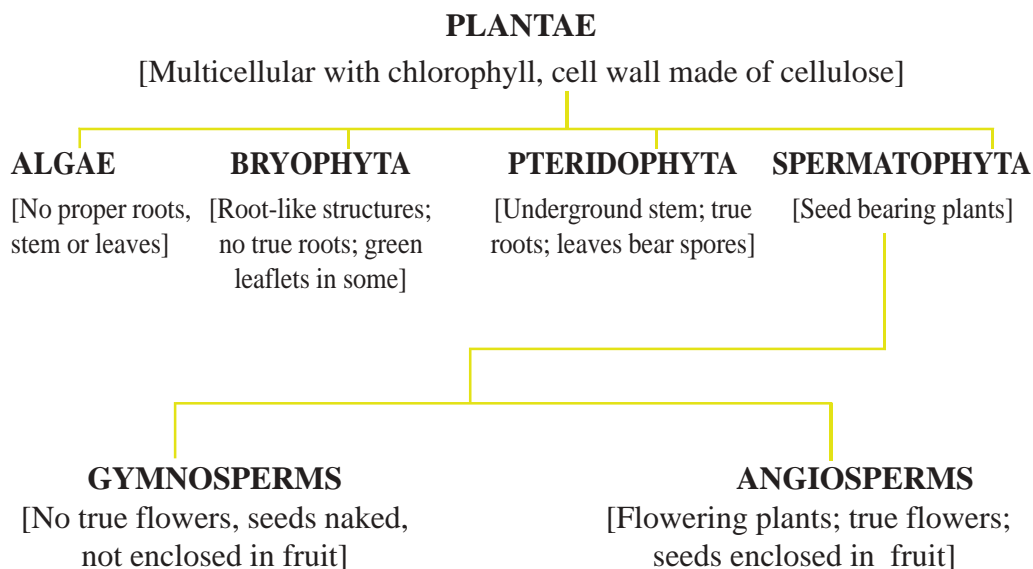 PLANTAE
[Multicellular with chlorophyll, cell wall made of cellulose]
ALGAE
[No proper roots,
stem or leaves]
BRYOPHYTA
[Root-like structures;
no true roots; green
leaflets in some]
PTERIDOPHYTA
[Underground stem; true
roots; leaves bear spores]
SPERMATOPHYTA
[Seed bearing plants]
GYMNOSPERMS
[No true flowers, seeds naked,
not enclosed in fruit]
ANGIOSPERMS
[Flowering plants; true flowers;
seeds enclosed in fruit]